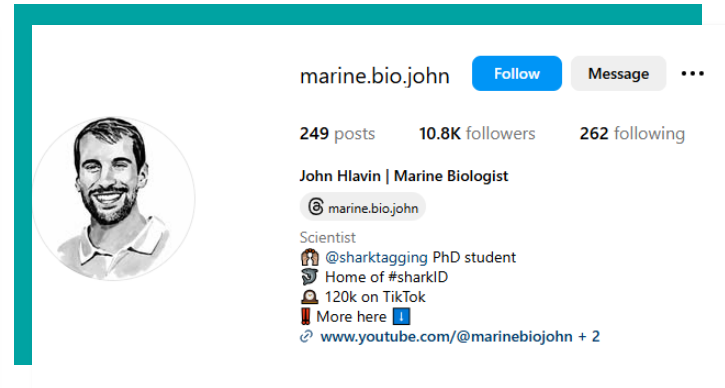 marine.bio.john Follow Message •••
249 posts 10.8K followers 262 following
John Hlavin | Marine Biologist
marine.bio.john
Scientist
🙌🏽 @sharktagging PhD student
🦈 Home of #sharkID
🕰️ 120k on TikTok
‼️ More here ⬇️
www.youtube.com/@marinebiojohn + 2